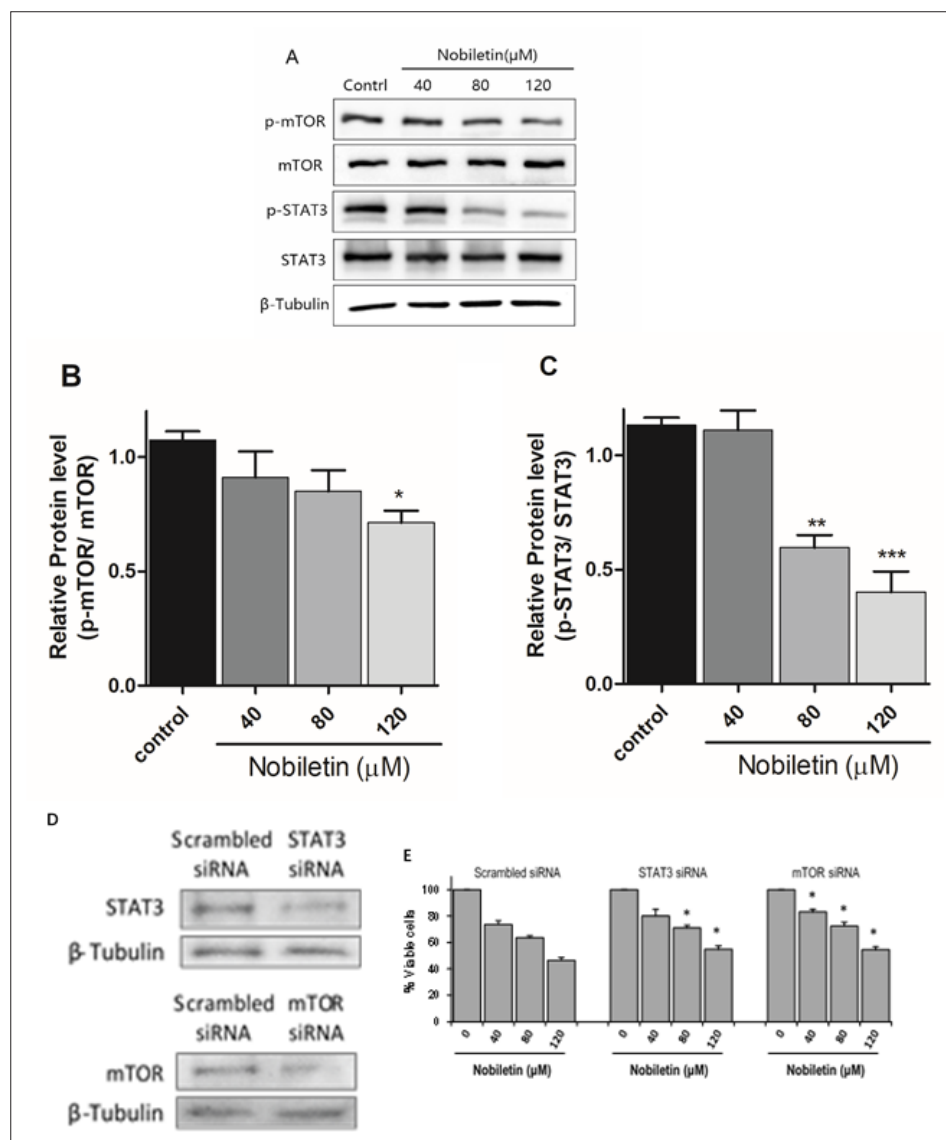 A
Nobiletin(μM)
Contrl 40 80 120
p-mTOR
mTOR
p-STAT3
STAT3
β-Tubulin
B
Relative Protein level
(p-mTOR/ mTOR)
1.0
0.5
0.0
*
control 40 80 120
Nobiletin (μM)
C
Relative Protein level
(p-STAT3/ STAT3)
1.0
0.5
0.0
** ***
control 40 80 120
Nobiletin (μM)
D
Scrambled STAT3
siRNA siRNA
STAT3
β-Tubulin
Scrambled mTOR
siRNA siRNA
mTOR
β-Tubulin
E
Scrambled siRNA STAT3 siRNA mTOR siRNA
% Viable cells
100
80
60
40
20
0
* * * * *
0 40 80 120 0 40 80 120 0 40 80 120
Nobiletin (μM) Nobiletin (μM) Nobiletin (μM)